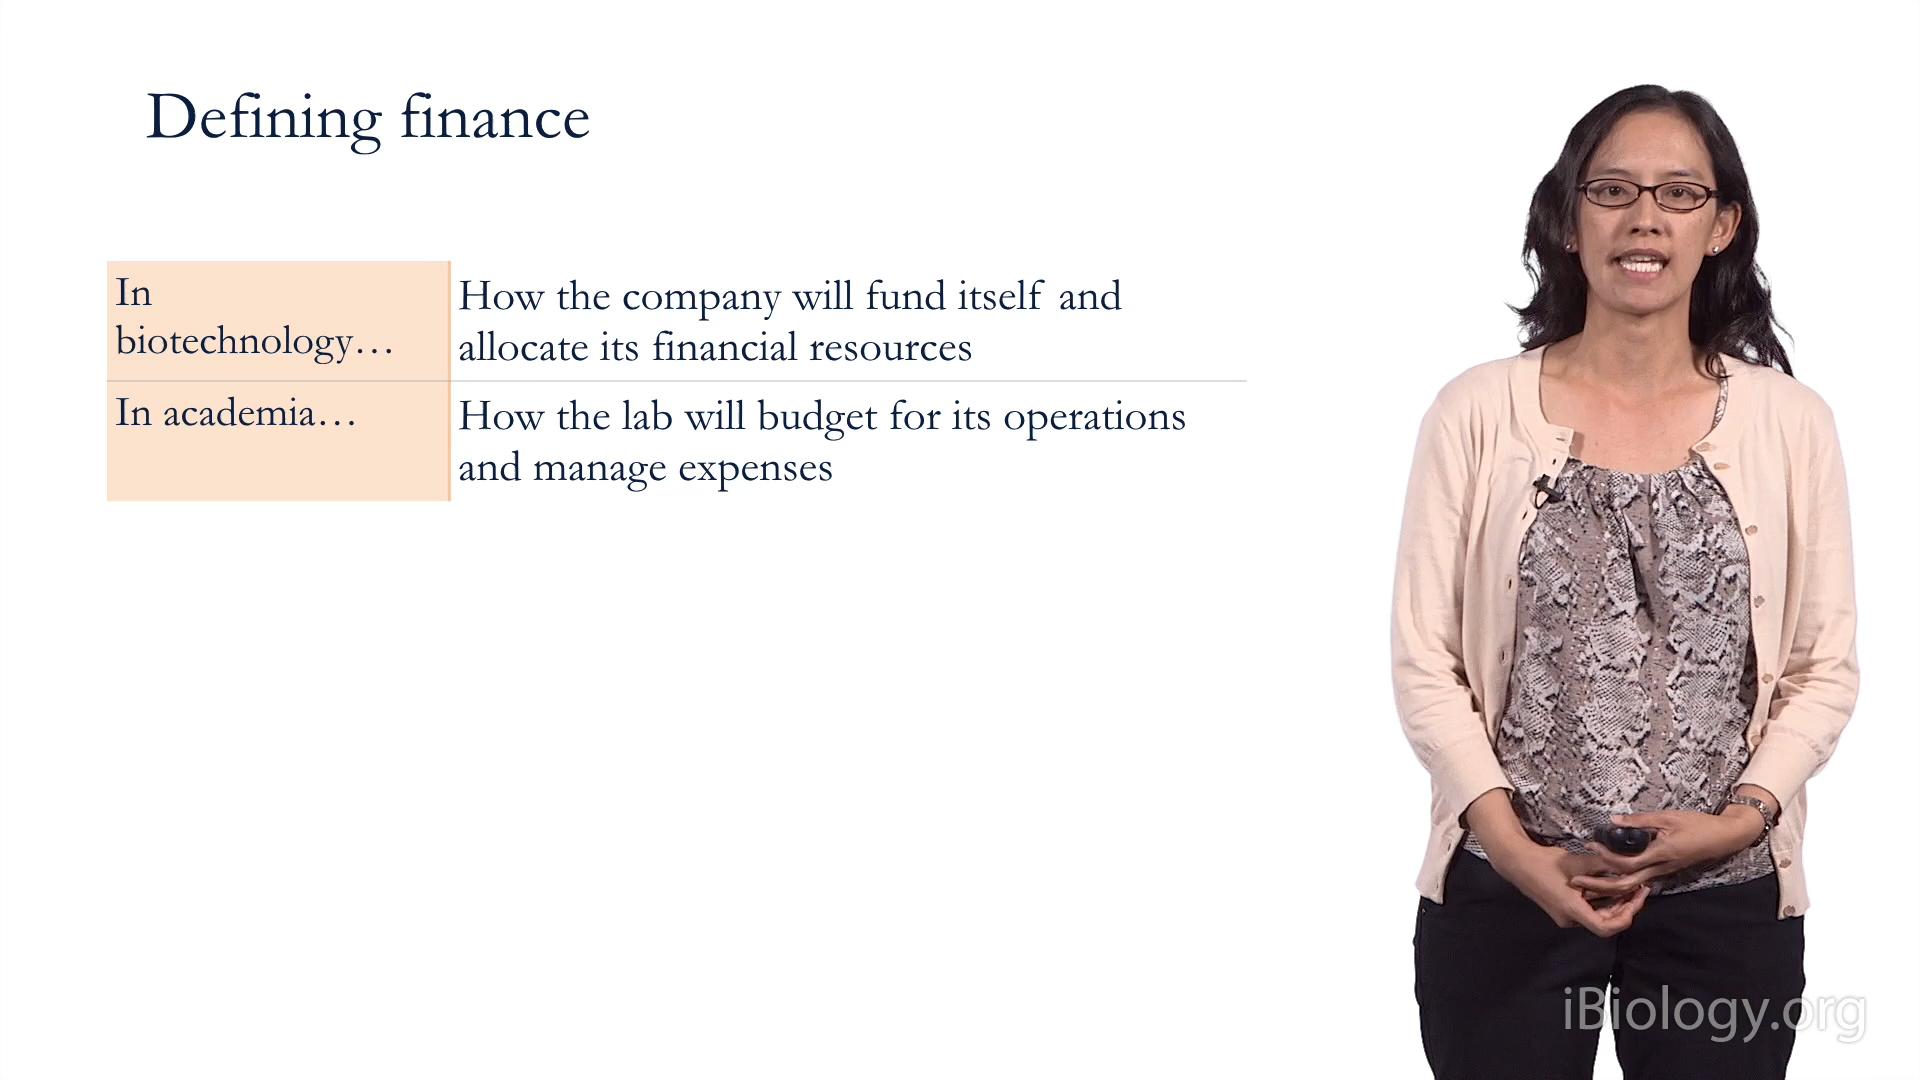 Defining finance
In
biotechnology…
How the company will fund itself and
allocate its financial resources
In academia…
How the lab will budget for its operations
and manage expenses
iBiology.org